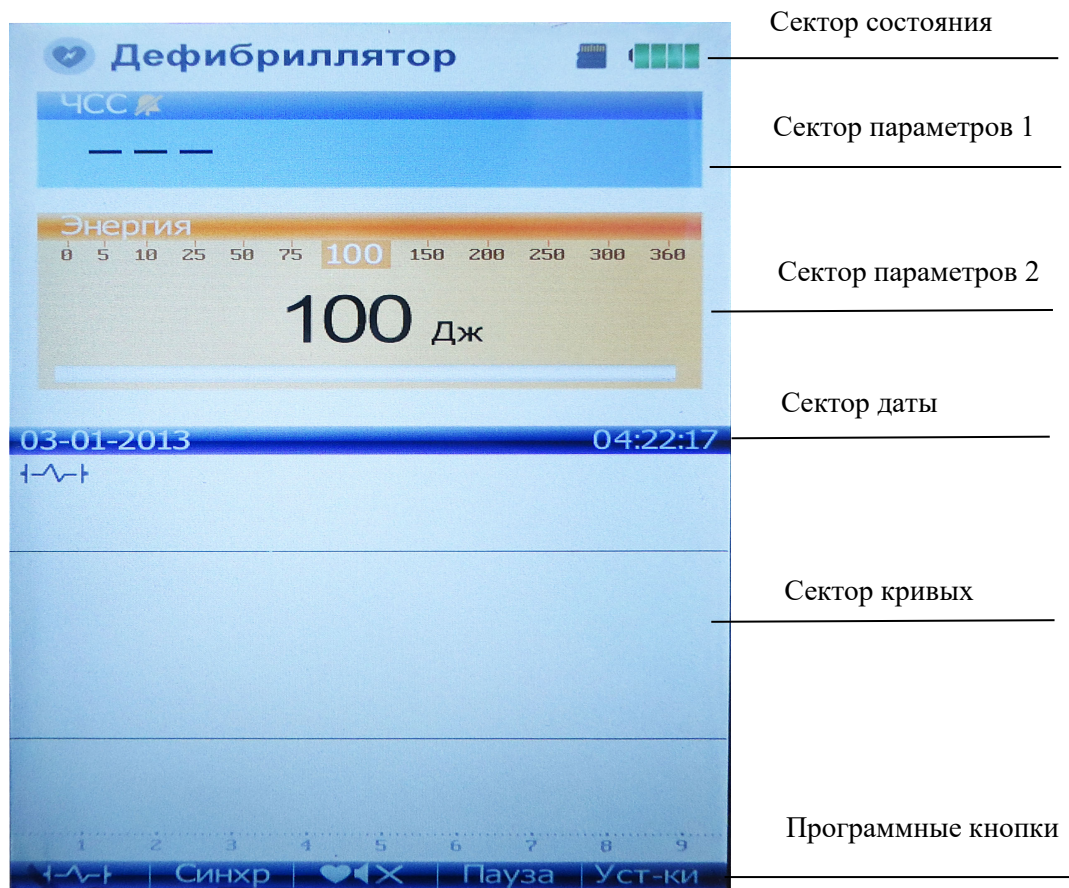 Сектор состояния
Дефибриллятор
ЧСС
Сектор параметров 1
– – –
Энергия
0 5 10 25 50 75 100 150 200 250 300 360
Сектор параметров 2
100 Дж
Сектор даты
03-01-2013 04:22:17
Сектор кривых
Программные кнопки
1 2 3 4 5 6 7 8 9
Синхр Пауза Уст-ки